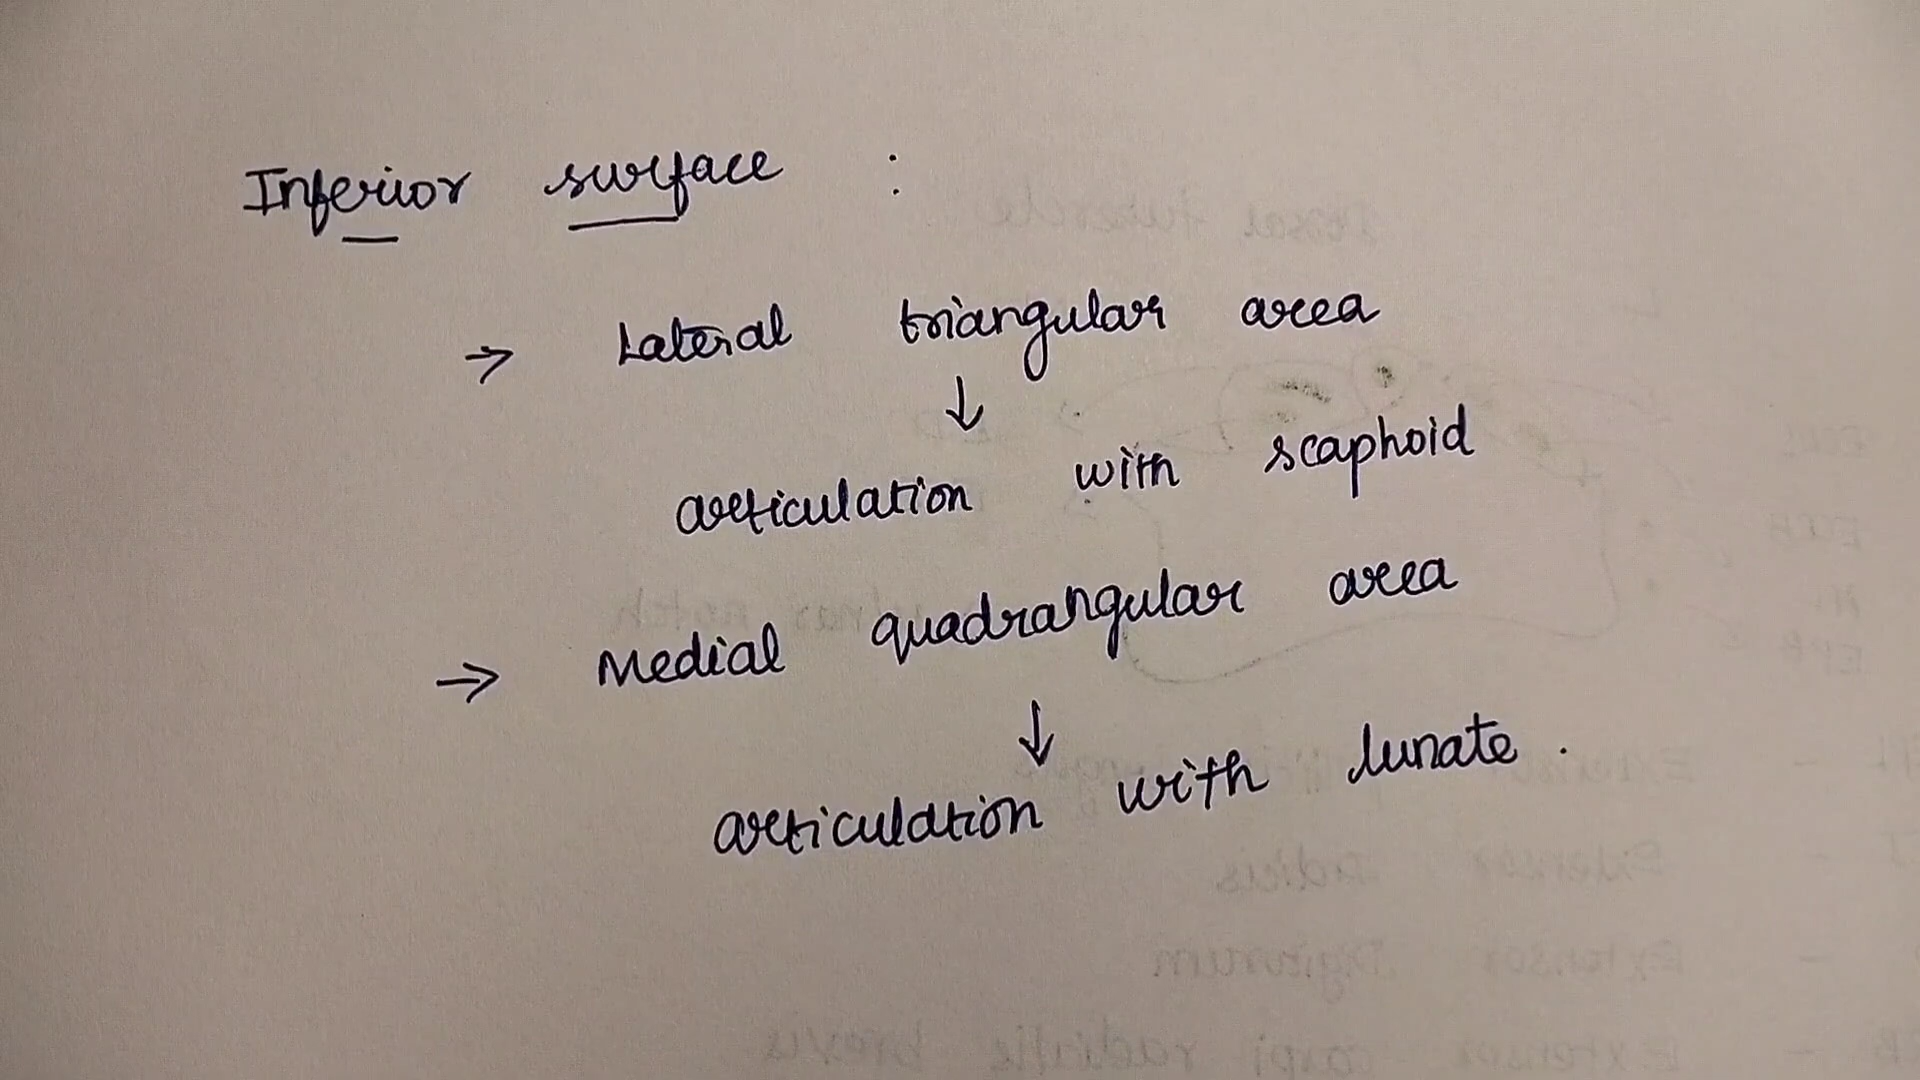 Inferior surface :
→ Lateral triangular area
↓
articulation with scaphoid
→ Medial quadrangular area
↓
articulation with lunate.